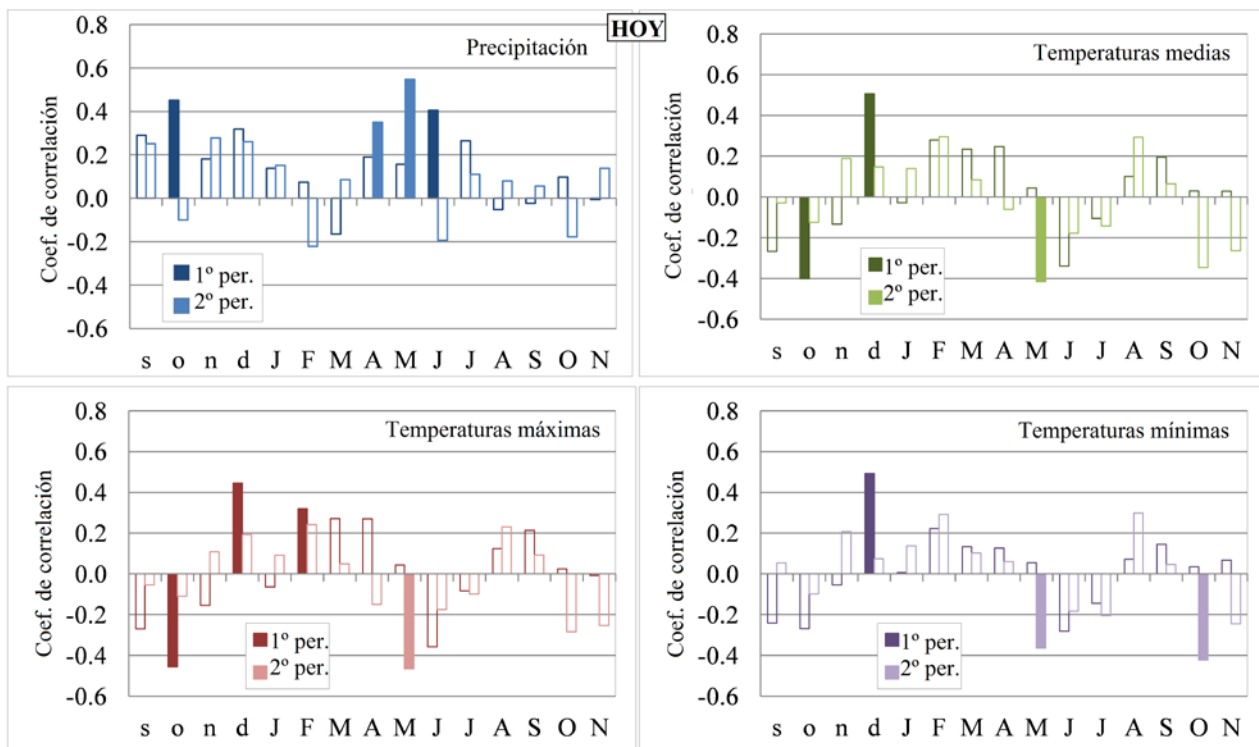 HOY
Precipitación
Coef. de correlación
0.8
0.6
0.4
0.2
0.0
-0.2
-0.4
-0.6
1º per.
2º per.
s o n d J F M A M J J A S O N
Temperaturas medias
Coef. de correlación
0.8
0.6
0.4
0.2
0.0
-0.2
-0.4
-0.6
1º per.
2º per.
s o n d J F M A M J J A S O N
Temperaturas máximas
Coef. de correlación
0.8
0.6
0.4
0.2
0.0
-0.2
-0.4
-0.6
1º per.
2º per.
s o n d J F M A M J J A S O N
Temperaturas mínimas
Coef. de correlación
0.8
0.6
0.4
0.2
0.0
-0.2
-0.4
-0.6
1º per.
2º per.
s o n d J F M A M J J A S O N